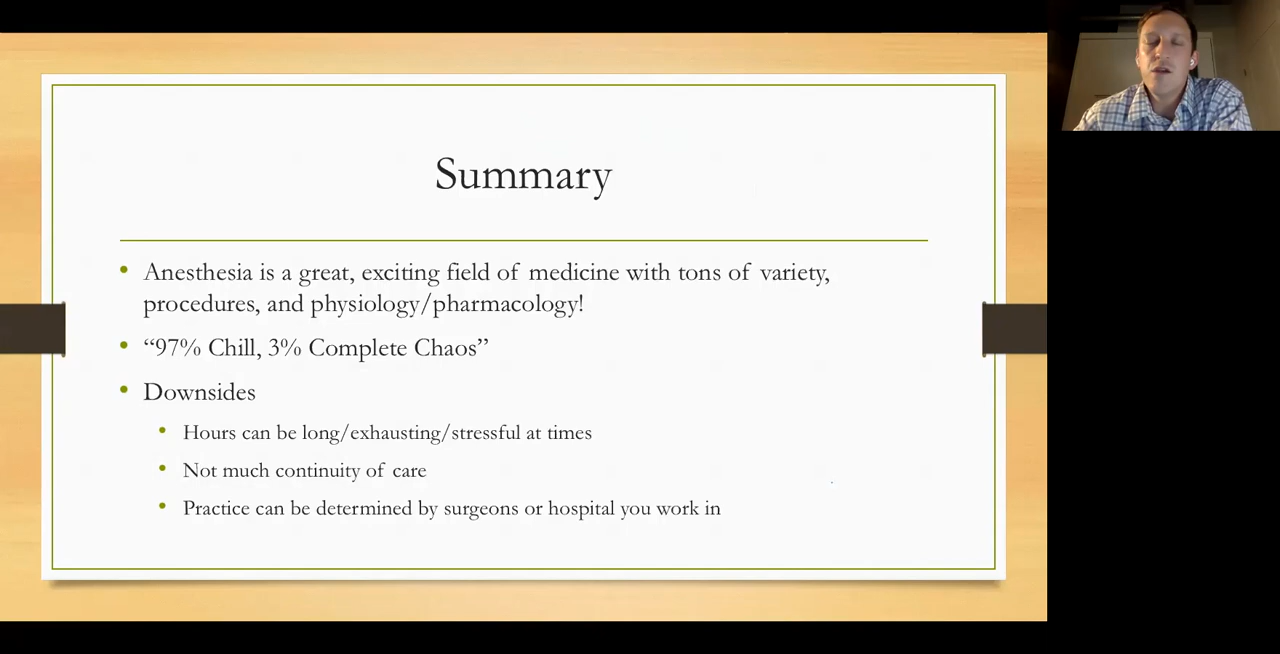 Summary
Anesthesia is a great, exciting field of medicine with tons of variety,
procedures, and physiology/pharmacology!
“97% Chill, 3% Complete Chaos”
Downsides
Hours can be long/exhausting/stressful at times
Not much continuity of care
Practice can be determined by surgeons or hospital you work in